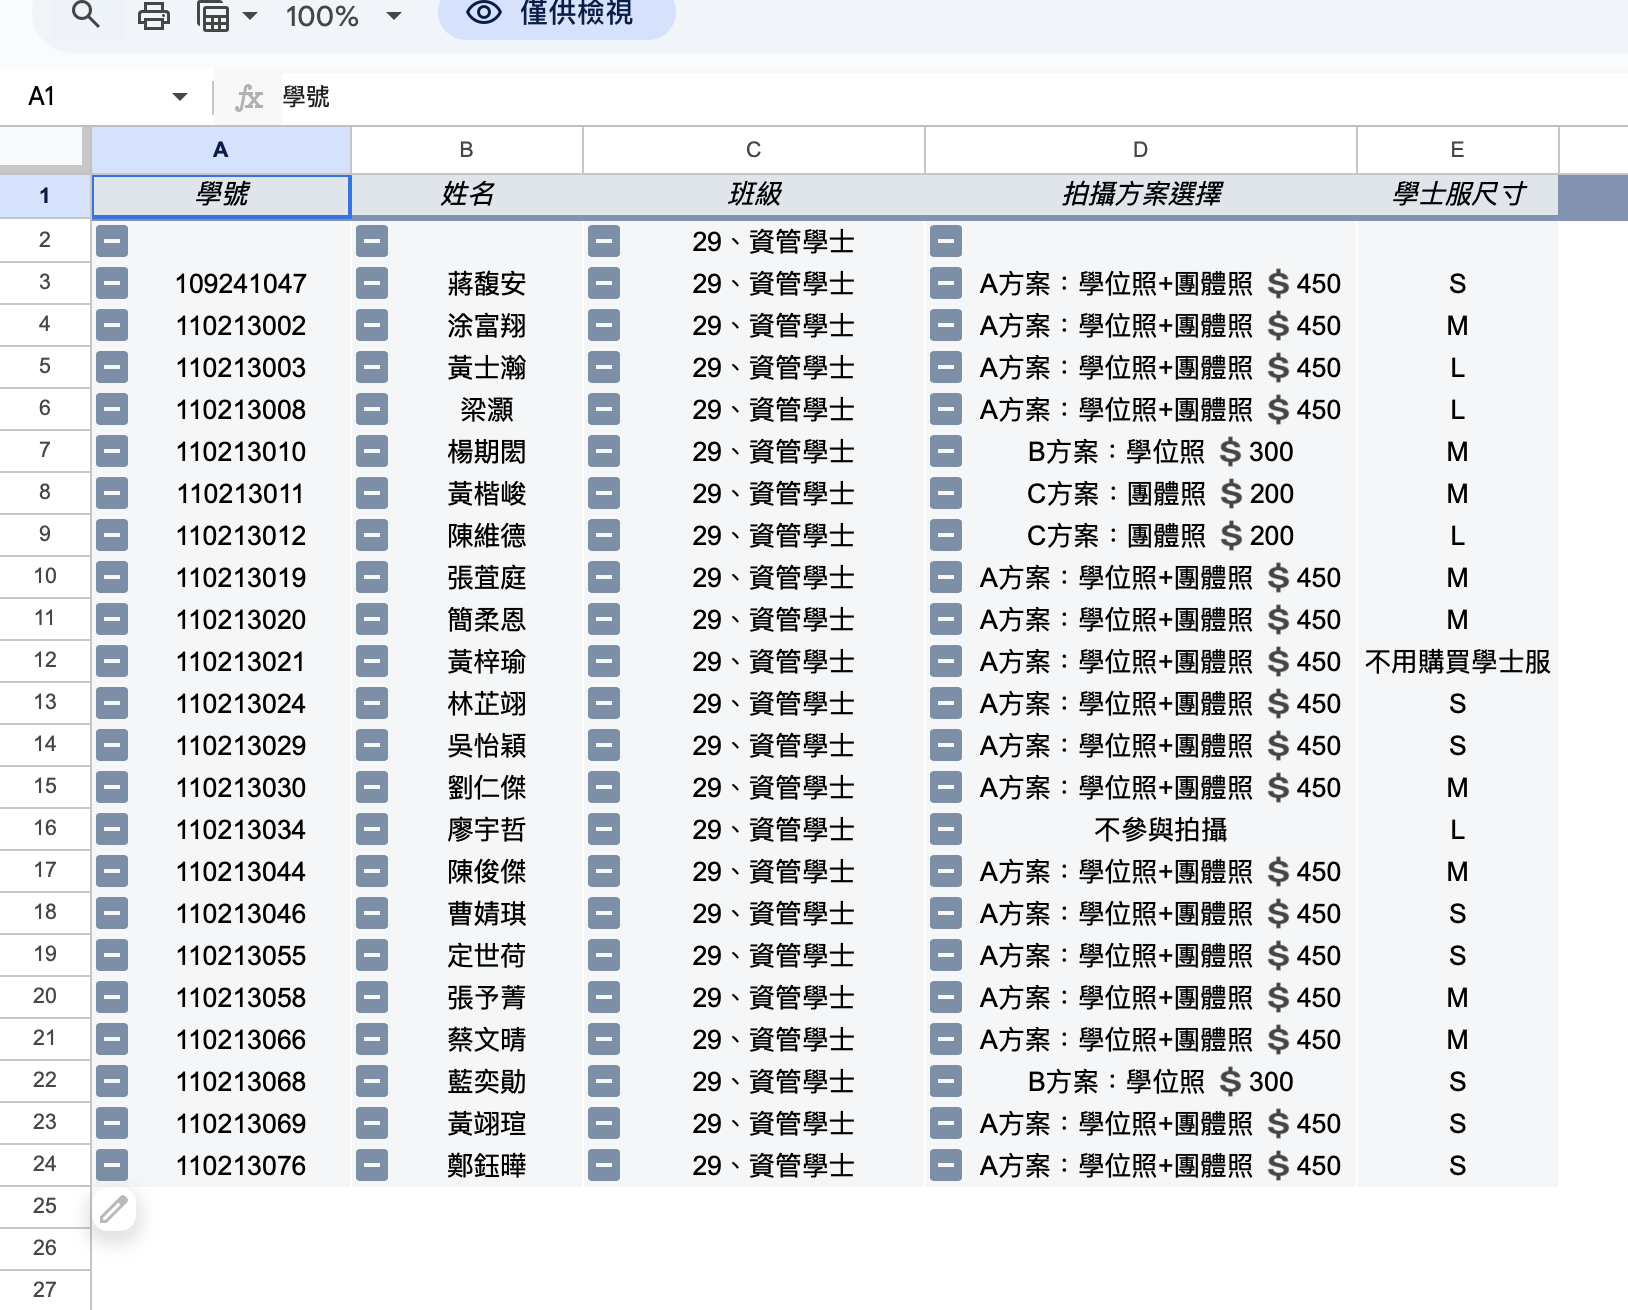 100% 僅供檢視
A1 fx 學號
A B C D E
1 學號 姓名 班級 拍攝方案選擇 學士服尺寸
2 29、資管學士
3 109241047 蔣馥安 29、資管學士 A方案：學位照+團體照 💲450 S
4 110213002 涂富翔 29、資管學士 A方案：學位照+團體照 💲450 M
5 110213003 黃士瀚 29、資管學士 A方案：學位照+團體照 💲450 L
6 110213008 梁灝 29、資管學士 A方案：學位照+團體照 💲450 L
7 110213010 楊期閎 29、資管學士 B方案：學位照 💲300 M
8 110213011 黃楷峻 29、資管學士 C方案：團體照 💲200 M
9 110213012 陳維德 29、資管學士 C方案：團體照 💲200 L
10 110213019 張萓庭 29、資管學士 A方案：學位照+團體照 💲450 M
11 110213020 簡柔恩 29、資管學士 A方案：學位照+團體照 💲450 M
12 110213021 黃梓瑜 29、資管學士 A方案：學位照+團體照 💲450 不用購買學士服
13 110213024 林芷翊 29、資管學士 A方案：學位照+團體照 💲450 S
14 110213029 吳怡穎 29、資管學士 A方案：學位照+團體照 💲450 S
15 110213030 劉仁傑 29、資管學士 A方案：學位照+團體照 💲450 M
16 110213034 廖宇哲 29、資管學士 不參與拍攝 L
17 110213044 陳俊傑 29、資管學士 A方案：學位照+團體照 💲450 M
18 110213046 曹婧琪 29、資管學士 A方案：學位照+團體照 💲450 S
19 110213055 定世荷 29、資管學士 A方案：學位照+團體照 💲450 S
20 110213058 張予菁 29、資管學士 A方案：學位照+團體照 💲450 M
21 110213066 蔡文晴 29、資管學士 A方案：學位照+團體照 💲450 M
22 110213068 藍奕勛 29、資管學士 B方案：學位照 💲300 S
23 110213069 黃翊瑄 29、資管學士 A方案：學位照+團體照 💲450 S
24 110213076 鄭鈺曄 29、資管學士 A方案：學位照+團體照 💲450 S
25
26
27